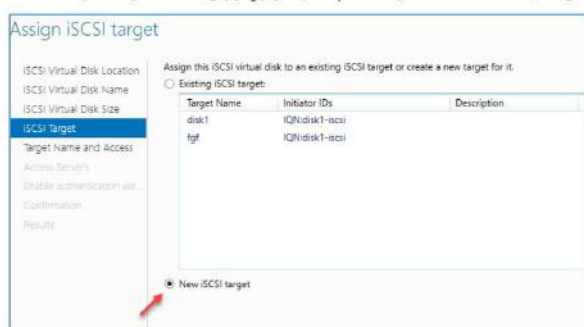 Assign iSCSI target
iSCSI Virtual Disk Location
iSCSI Virtual Disk Name
iSCSI Virtual Disk Size
iSCSI Target
Target Name and Access
Access Servers
Enable authentication ser...
Confirmation
Results
Assign this iSCSI virtual disk to an existing iSCSI target or create a new target for it.
Existing iSCSI target:
Target Name Initiator IDs Description
disk1 IQN:disk1-iscsi
fgf IQN:disk1-iscsi
New iSCSI target